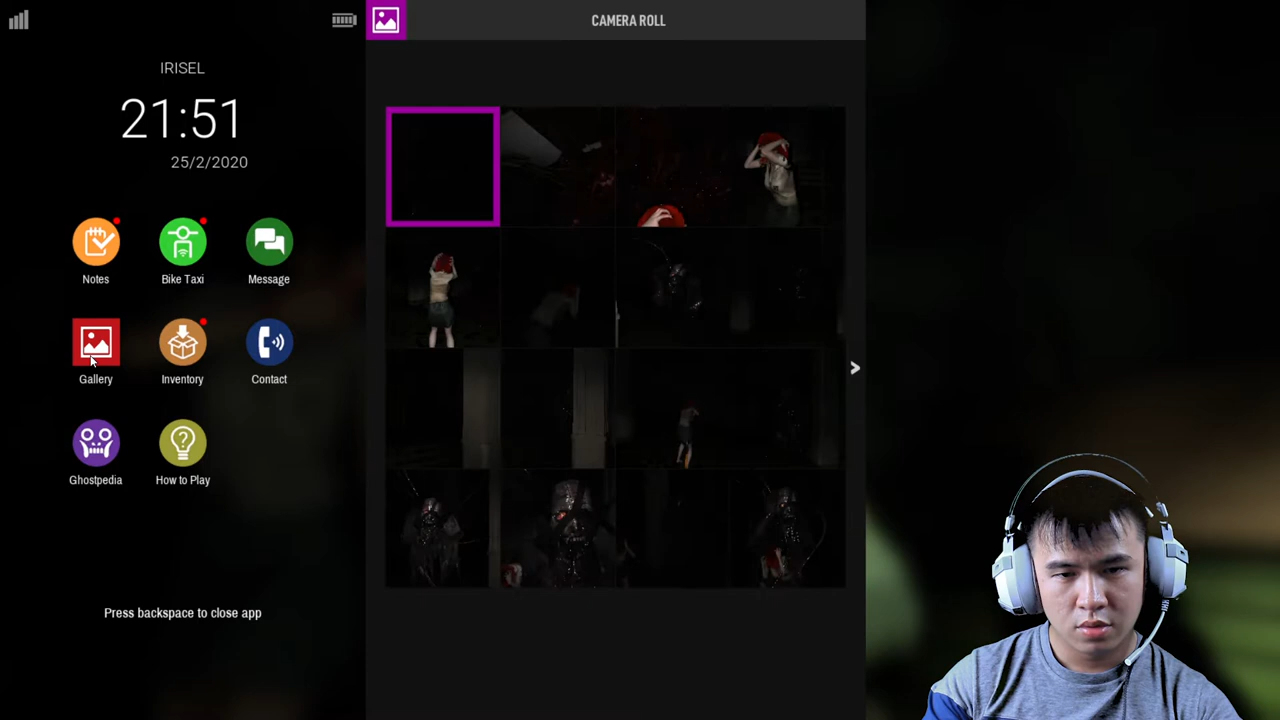 IRISEL
21:51
25/2/2020
Notes
Bike Taxi
Message
Gallery
Inventory
Contact
Ghostpedia
How to Play
Press backspace to close app
CAMERA ROLL
>